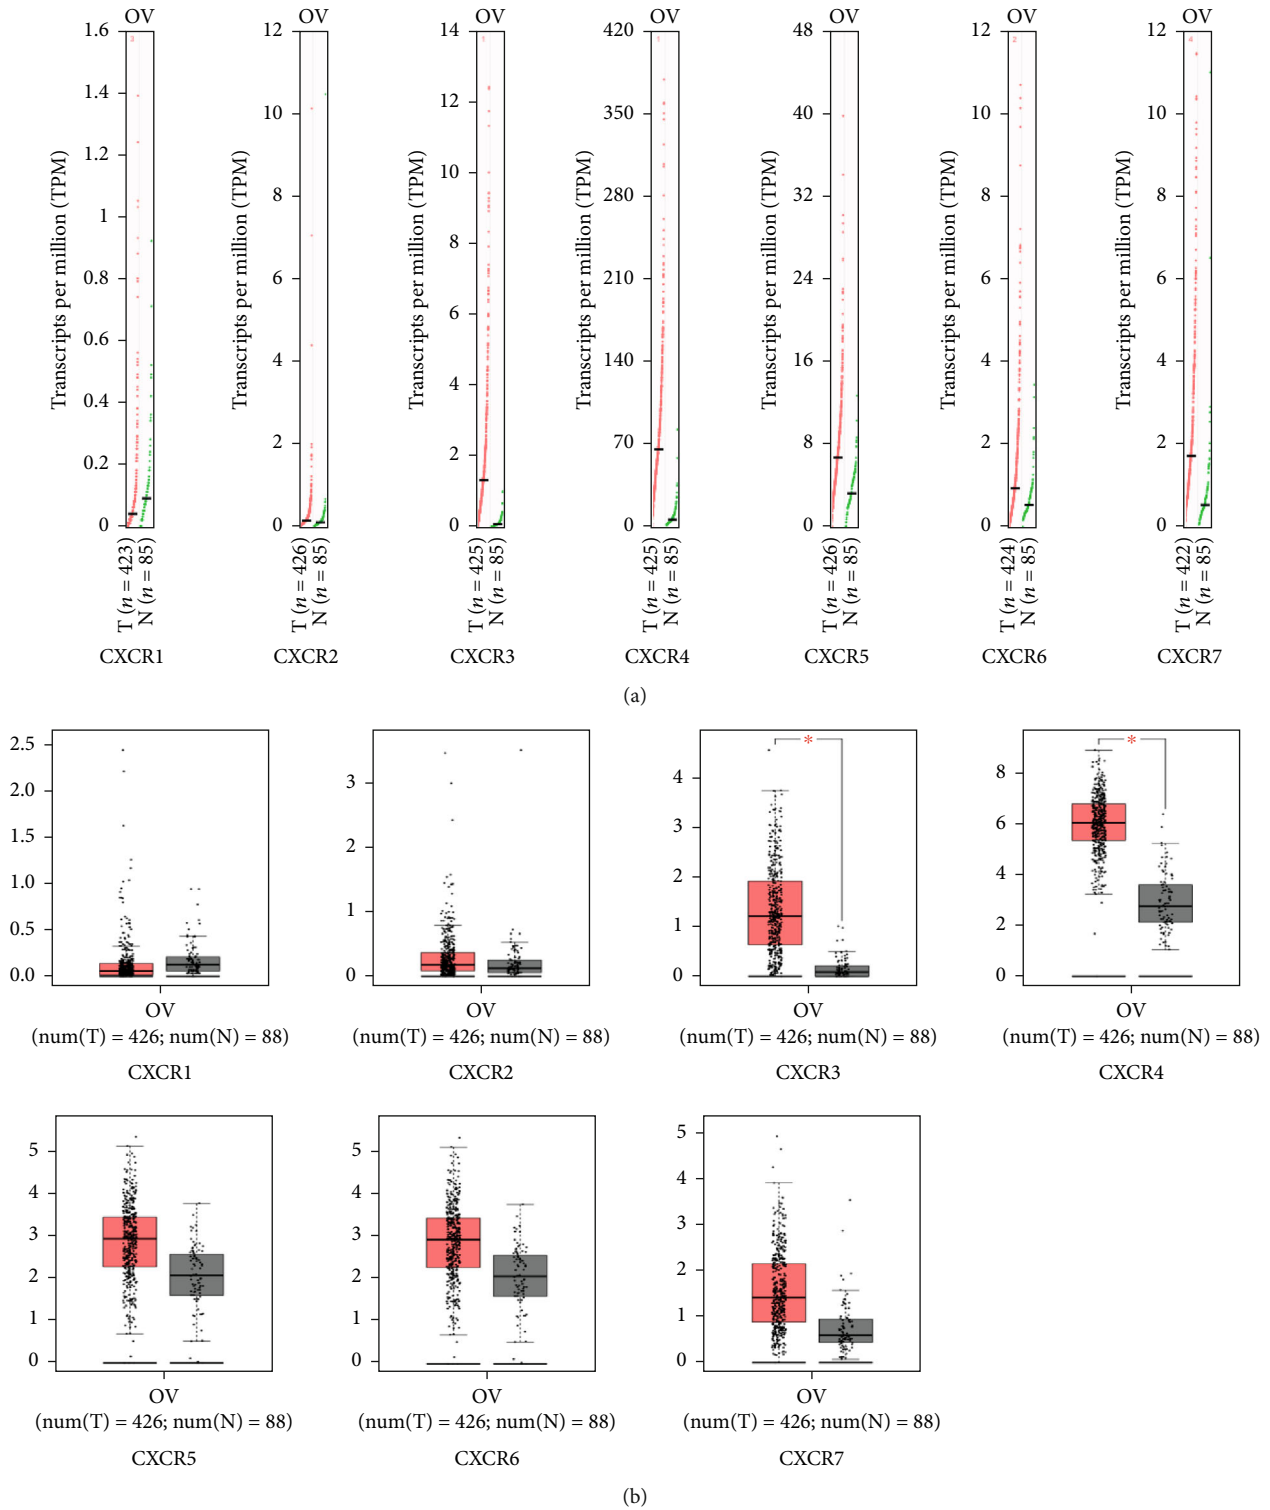 OV OV OV OV OV OV OV
1.6 12 14 420 48 12 12
3 1 1 2 4
1.4 10 12 350 40 10 10
1.2 8 10 280 32 8 8
1 8
0.8 6 210 24 6 6
0.6 4 6 140 16 4 4
0.4 4
0.2 2 2 70 8 2 2
0 0 0 0 0 0 0
Transcripts per million (TPM)
Transcripts per million (TPM)
Transcripts per million (TPM)
Transcripts per million (TPM)
Transcripts per million (TPM)
Transcripts per million (TPM)
Transcripts per million (TPM)
T (n = 423)
N (n = 85)
T (n = 426)
N (n = 85)
T (n = 425)
N (n = 85)
T (n = 425)
N (n = 85)
T (n = 426)
N (n = 85)
T (n = 424)
N (n = 85)
T (n = 422)
N (n = 85)
CXCR1 CXCR2 CXCR3 CXCR4 CXCR5 CXCR6 CXCR7
(a)
2.5
2.0
1.5
1.0
0.5
0.0
3
2
1
0
*
4
3
2
1
0
*
8
6
4
2
0
OV OV OV OV
(num(T) = 426; num(N) = 88) (num(T) = 426; num(N) = 88) (num(T) = 426; num(N) = 88) (num(T) = 426; num(N) = 88)
CXCR1 CXCR2 CXCR3 CXCR4
5
4
3
2
1
0
5
4
3
2
1
0
5
4
3
2
1
0
OV OV OV
(num(T) = 426; num(N) = 88) (num(T) = 426; num(N) = 88) (num(T) = 426; num(N) = 88)
CXCR5 CXCR6 CXCR7
(b)